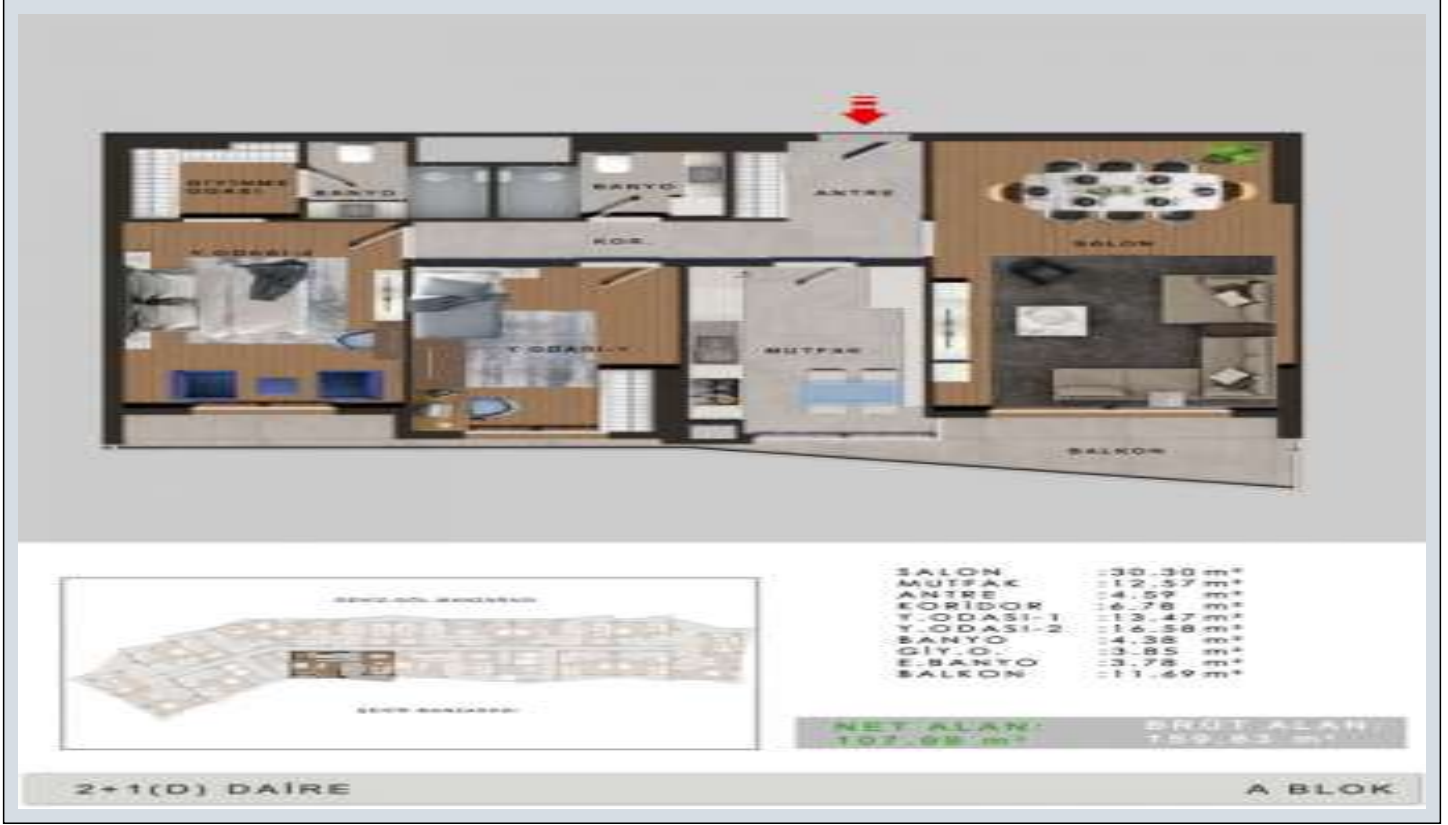 GİYİNME
ODASI
BANYO
BANYO
ANTRE
Y.ODASI-2
KOR.
SALON
Y.ODASI-1
MUTFAK
BALKON
SALON :30.30 m²
MUTFAK :12.57 m²
ANTRE :4.59 m²
KORİDOR :6.78 m²
Y.ODASI-1 :13.47 m²
Y.ODASI-2 :16.58 m²
BANYO :4.38 m²
GİY.O. :3.85 m²
E.BANYO :3.78 m²
BALKON :11.69 m²
NET ALAN: BRÜT ALAN:
159.63 m²
2+1(D) DAİRE A BLOK